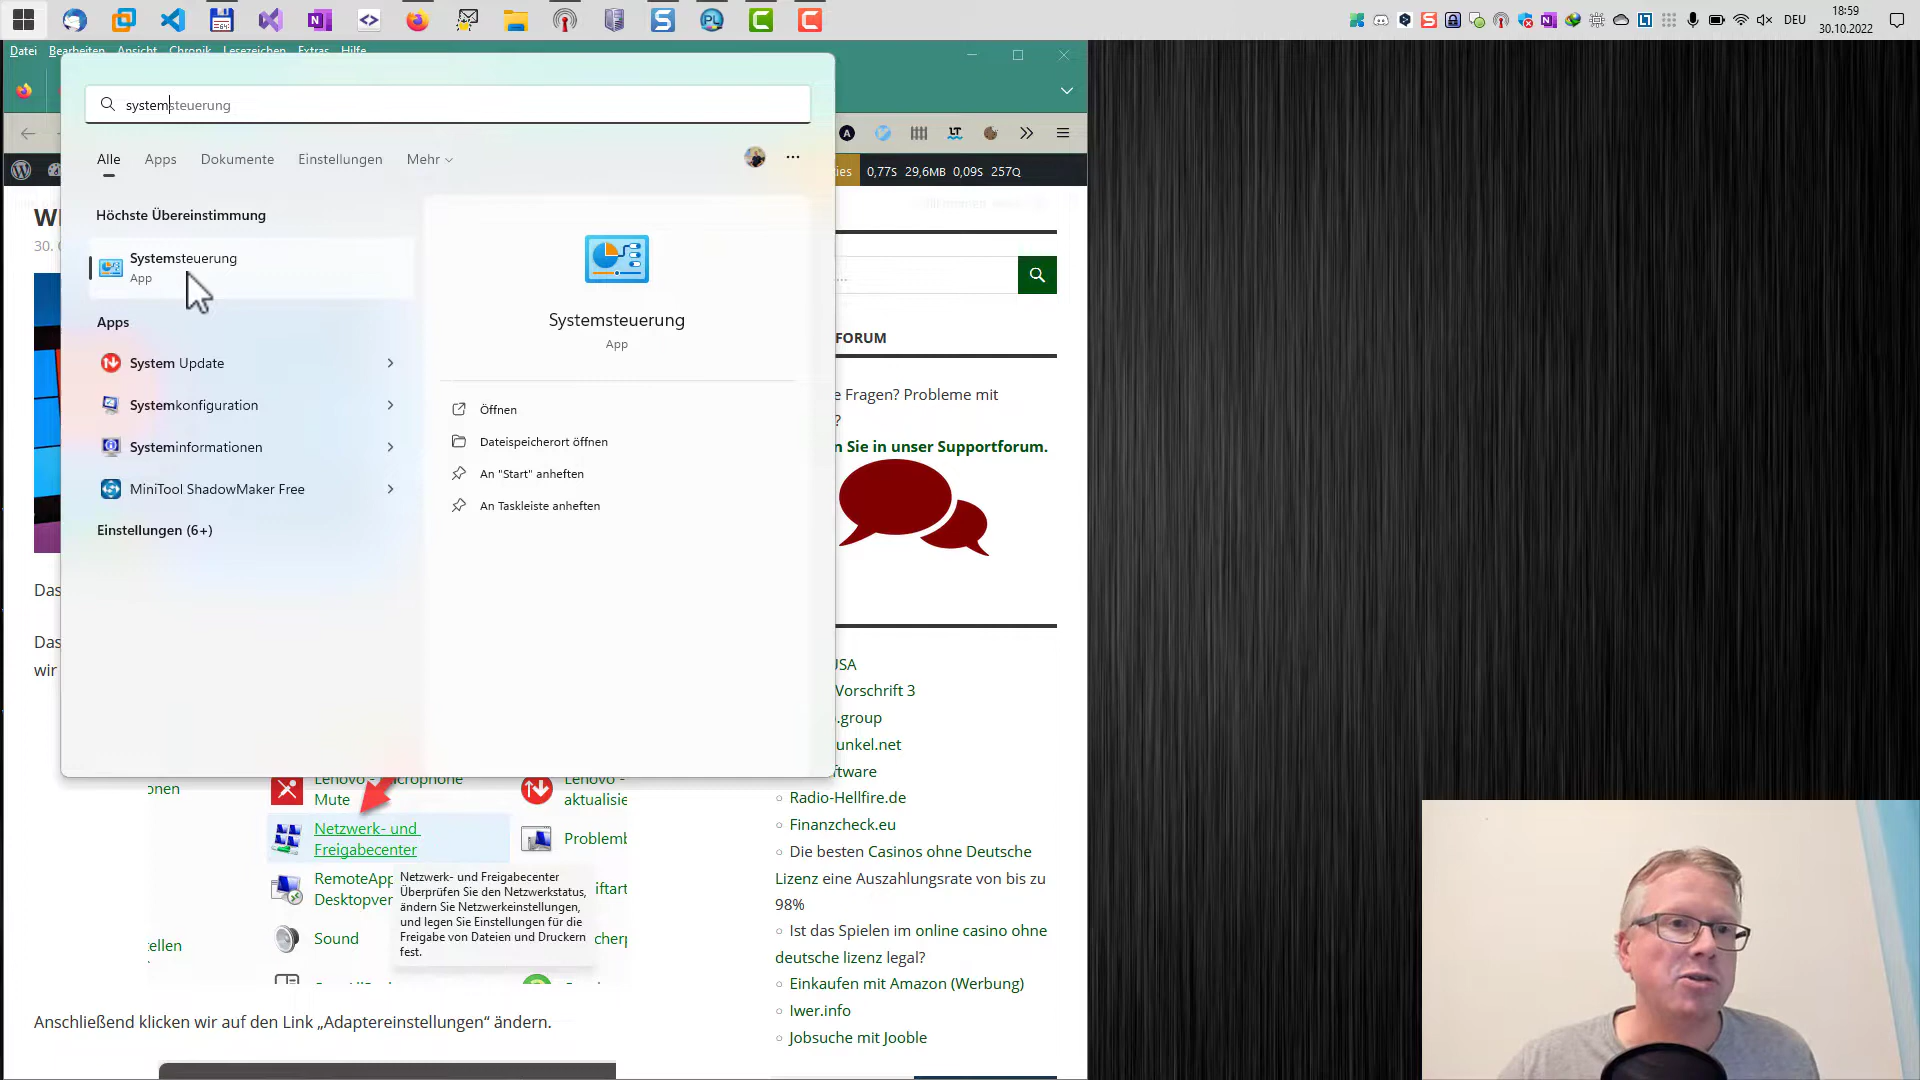 DEU
18:59
30.10.2022
Datei Bearbeiten Ansicht Chronik Lesezeichen Extras Hilfe
systemsteuerung
Alle Apps Dokumente Einstellungen Mehr
0,77S 29,6MB 0,09S 257Q
Höchste Übereinstimmung
Systemsteuerung
App
Apps
System Update
Systemkonfiguration
Systeminformationen
MiniTool ShadowMaker Free
Einstellungen (6+)
Systemsteuerung
App
Öffnen
Dateispeicherort öffnen
An "Start" anheften
An Taskleiste anheften
30.
Das
Das
wir
onen
Mute
Netzwerk- und
Freigabecenter
RemoteApp
Desktopver
Sound
ellen
Lenovo -
aktualisie
Problemb
iftart
Netzwerk- und Freigabecenter
Überprüfen Sie den Netzwerkstatus,
ändern Sie Netzwerkeinstellungen,
und legen Sie Einstellungen für die
Freigabe von Dateien und Druckern
fest.
Anschließend klicken wir auf den Link „Adaptereinstellungen“ ändern.
FORUM
e Fragen? Probleme mit
?
n Sie in unser Supportforum.
USA
Vorschrift 3
.group
unkel.net
ftware
Radio-Hellfire.de
Finanzcheck.eu
Die besten Casinos ohne Deutsche
Lizenz eine Auszahlungsrate von bis zu
98%
Ist das Spielen im online casino ohne
deutsche lizenz legal?
Einkaufen mit Amazon (Werbung)
Iwer.info
Jobsuche mit Jooble